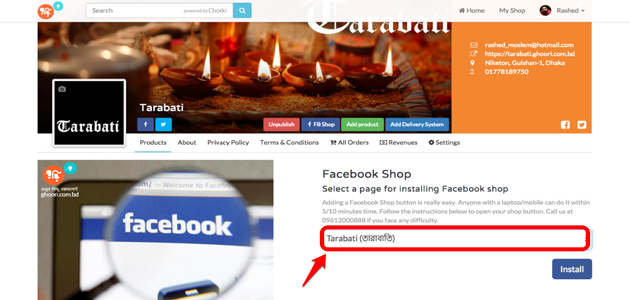 Search powered by Chorki Home My Shop Rashed
Tarabati
rashed_moslem@hotmail.com
https://tarabati.ghoori.com.bd
Niketon, Gulshan-1, Dhaka
01778189750
Tarabati
Tarabati
Unpublish FB Shop Add product Add Delivery System
Products About Privacy Policy Terms & Conditions All Orders Revenues Settings
ghoori.com.bd
Welcome to
facebook
Facebook Shop
Select a page for installing Facebook shop
Adding a Facebook Shop button is really easy. Anyone with a laptop/mobile can do it within
5/10 minutes time. Follow the instructions below to open your shop button. Call us at
09612000888 if you face any difficulty.
Tarabati (তারাবাতি)
Install